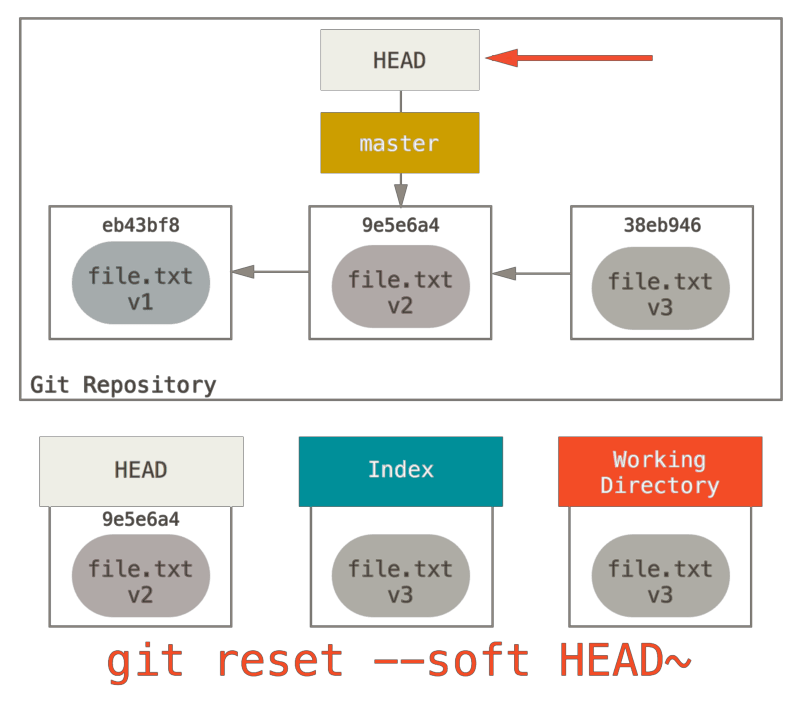 HEAD
master
eb43bf8
9e5e6a4
38eb946
file.txt
v1
file.txt
v2
file.txt
v3
Git Repository
HEAD
Index
Working
Directory
9e5e6a4
file.txt
v2
file.txt
v3
file.txt
v3
git reset --soft HEAD~